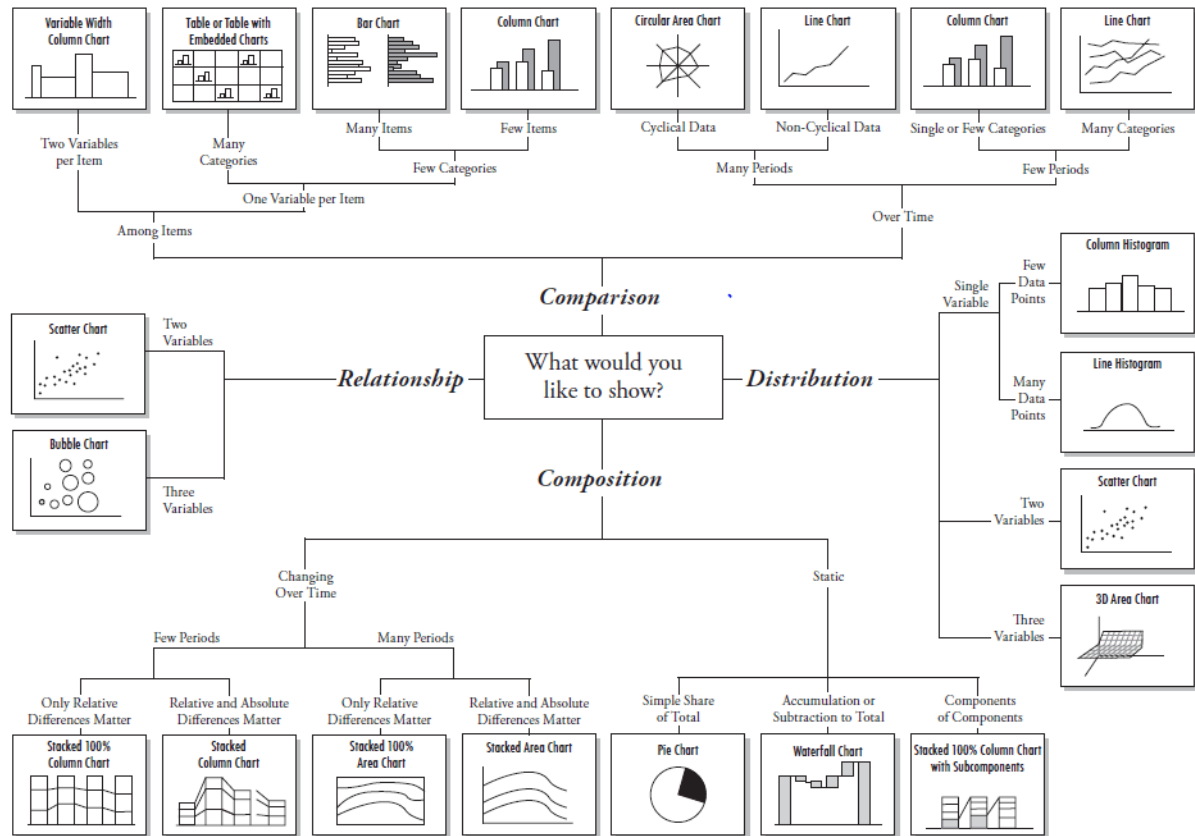 Variable Width
Column Chart
Table or Table with
Embedded Charts
Bar Chart
Column Chart
Circular Area Chart
Line Chart
Column Chart
Line Chart
Two Variables
per Item
Many
Categories
Many Items
Few Items
Cyclical Data
Non-Cyclical Data
Single or Few Categories
Many Categories
Few Categories
Many Periods
Few Periods
One Variable per Item
Among Items
Over Time
Comparison
What would you
like to show?
Relationship
Two
Variables
Scatter Chart
Three
Variables
Bubble Chart
Distribution
Single
Variable
Few
Data
Points
Column Histogram
Many
Data
Points
Line Histogram
Two
Variables
Scatter Chart
Three
Variables
3D Area Chart
Composition
Changing
Over Time
Static
Few Periods
Many Periods
Only Relative
Differences Matter
Relative and Absolute
Differences Matter
Only Relative
Differences Matter
Relative and Absolute
Differences Matter
Simple Share
of Total
Accumulation or
Subtraction to Total
Components
of Components
Stacked 100%
Column Chart
Stacked
Column Chart
Stacked 100%
Area Chart
Stacked Area Chart
Pie Chart
Waterfall Chart
Stacked 100% Column Chart
with Subcomponents